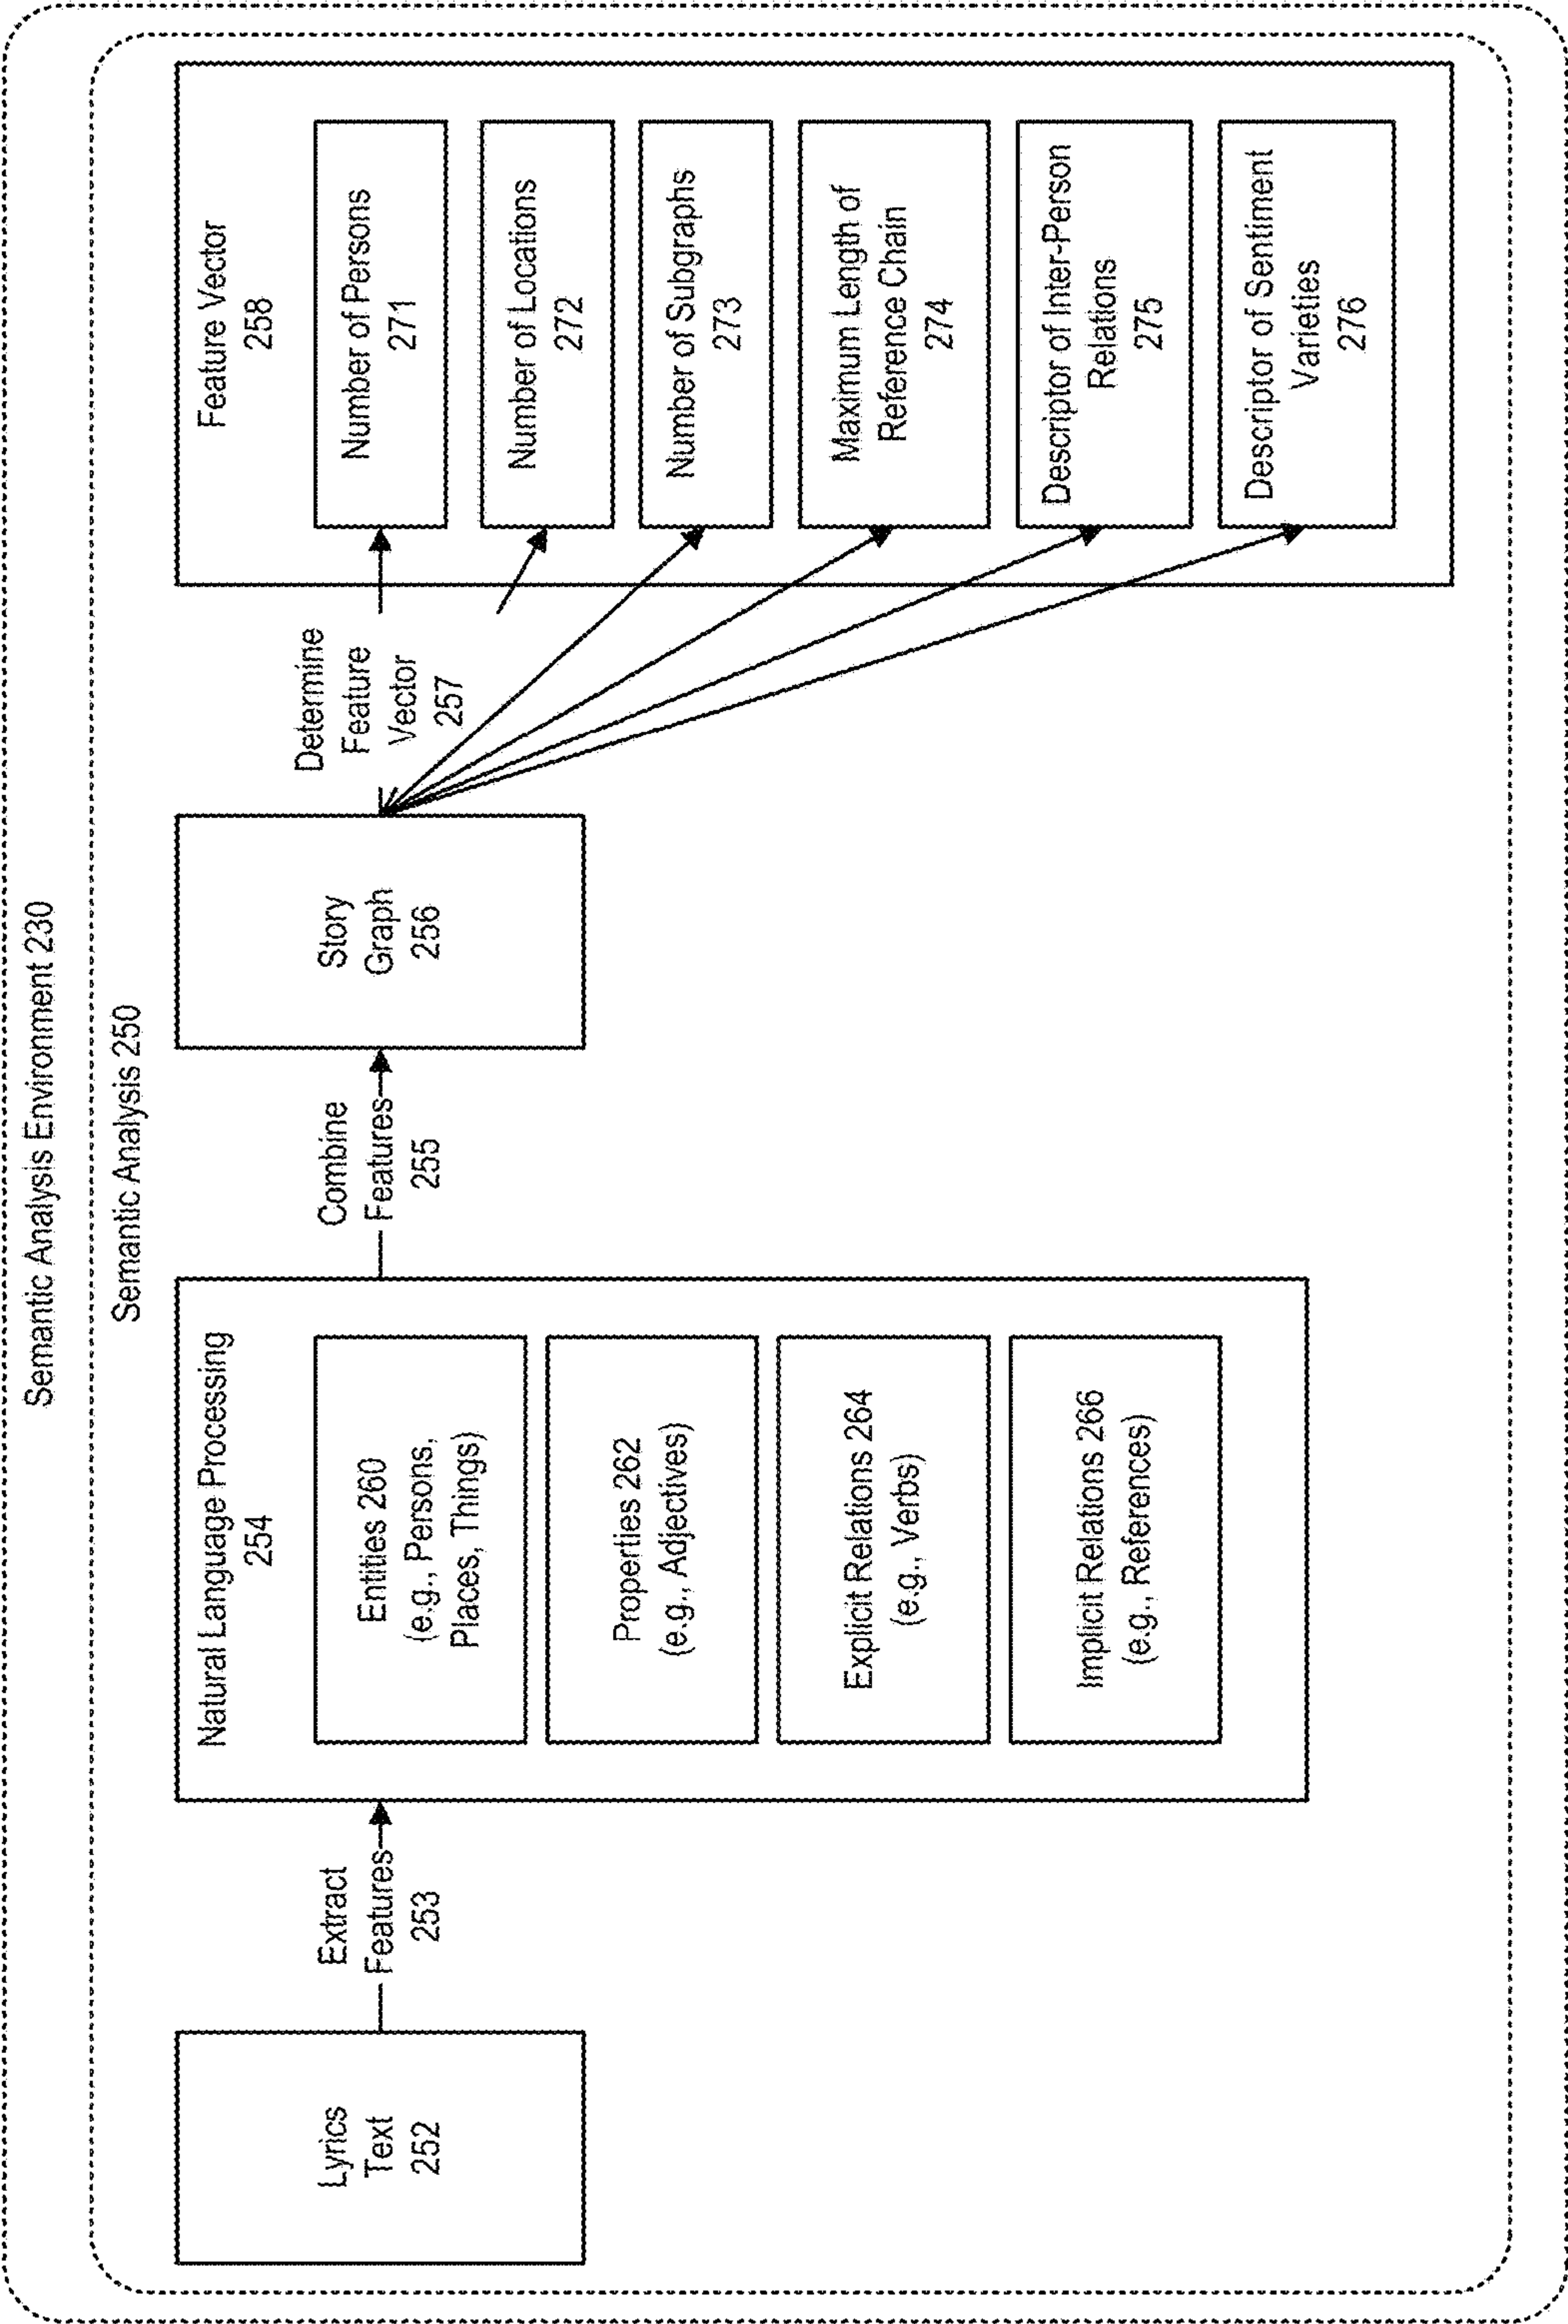 Semantic Analysis Environment 230
Semantic Analysis 250
Lyrics
Text
252
Extract
Features
253
Natural Language Processing
254
Entities 260
(e.g., Persons,
Places, Things)
Properties 262
(e.g., Adjectives)
Explicit Relations 264
(e.g., Verbs)
Implicit Relations 266
(e.g., References)
Combine
Features
255
Story
Graph
256
Determine
Feature
Vector
257
Feature Vector
258
Number of Persons
271
Number of Locations
272
Number of Subgraphs
273
Maximum Length of
Reference Chain
274
Descriptor of Inter-Person
Relations
275
Descriptor of Sentiment
Varieties
276